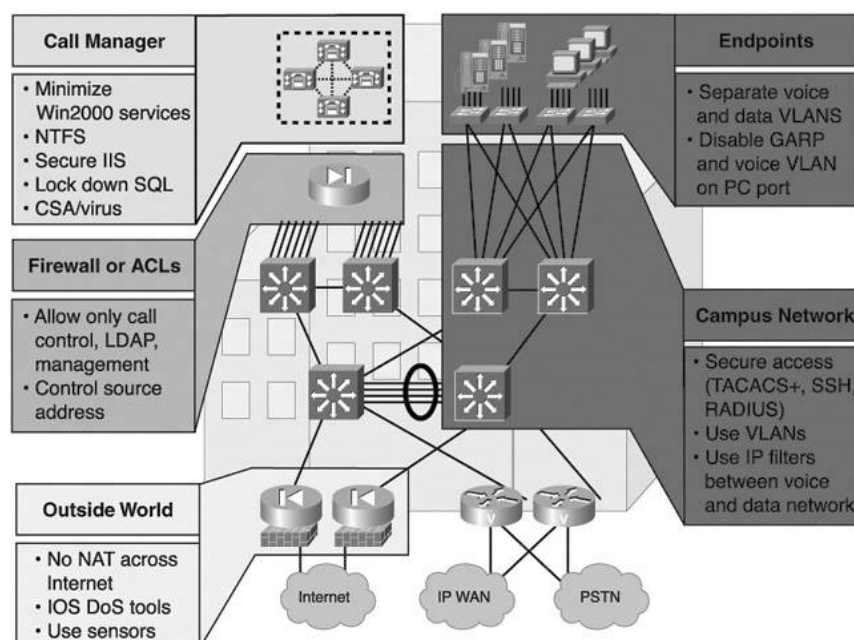 Call Manager
• Minimize
Win2000 services
• NTFS
• Secure IIS
• Lock down SQL
• CSA/virus
Endpoints
• Separate voice
and data VLANS
• Disable GARP
and voice VLAN
on PC port
Firewall or ACLs
• Allow only call
control, LDAP,
management
• Control source
address
Campus Network
• Secure access
(TACACS+, SSH,
RADIUS)
• Use VLANs
• Use IP filters
between voice
and data network
Outside World
• No NAT across
Internet
• IOS DoS tools
• Use sensors
V
V
Internet
IP WAN
PSTN